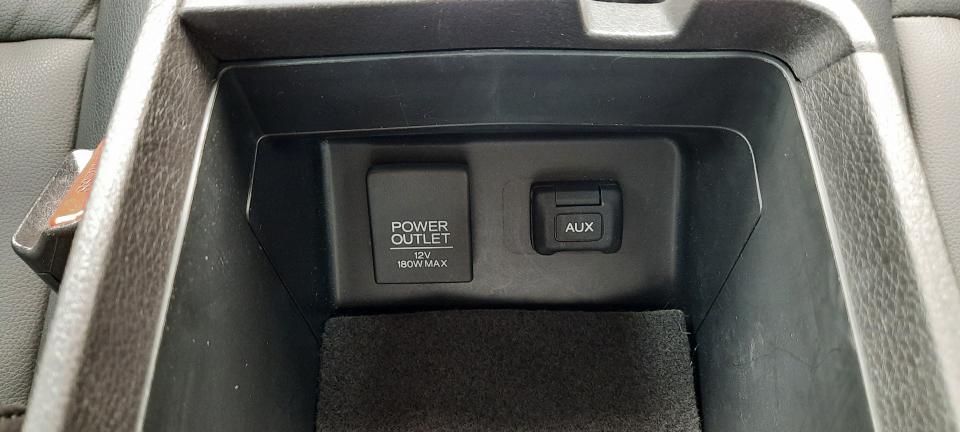 POWER
OUTLET
12V
180W MAX
AUX